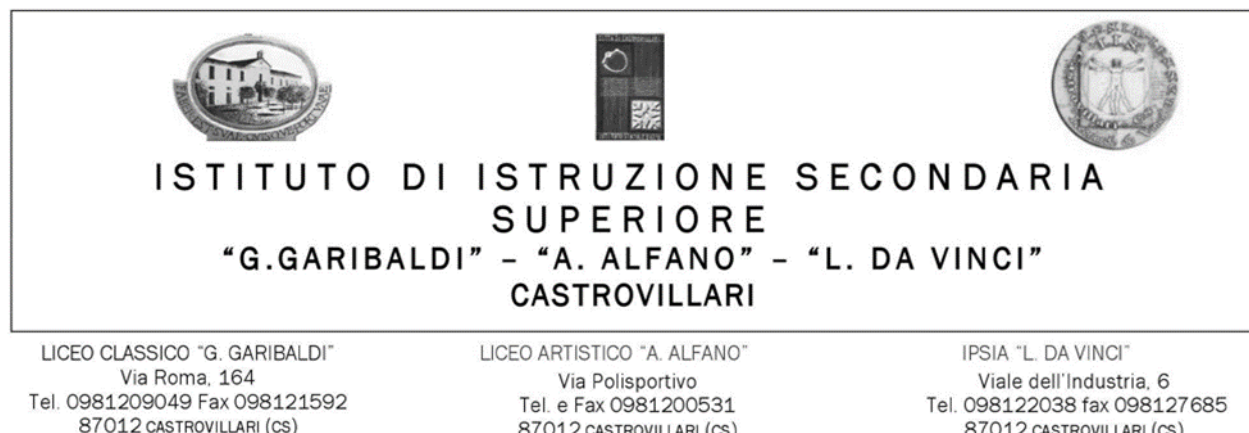 ISTITUTO DI ISTRUZIONE SECONDARIA
SUPERIORE
“G.GARIBALDI” – “A. ALFANO” – “L. DA VINCI”
CASTROVILLARI
LICEO CLASSICO “G. GARIBALDI”
Via Roma, 164
Tel. 0981209049 Fax 098121592
87012 CASTROVILLARI (CS)
LICEO ARTISTICO “A. ALFANO”
Via Polisportivo
Tel. e Fax 0981200531
87012 CASTROVILLARI (CS)
IPSIA “L. DA VINCI”
Viale dell’Industria, 6
Tel. 098122038 fax 098127685
87012 CASTROVILLARI (CS)